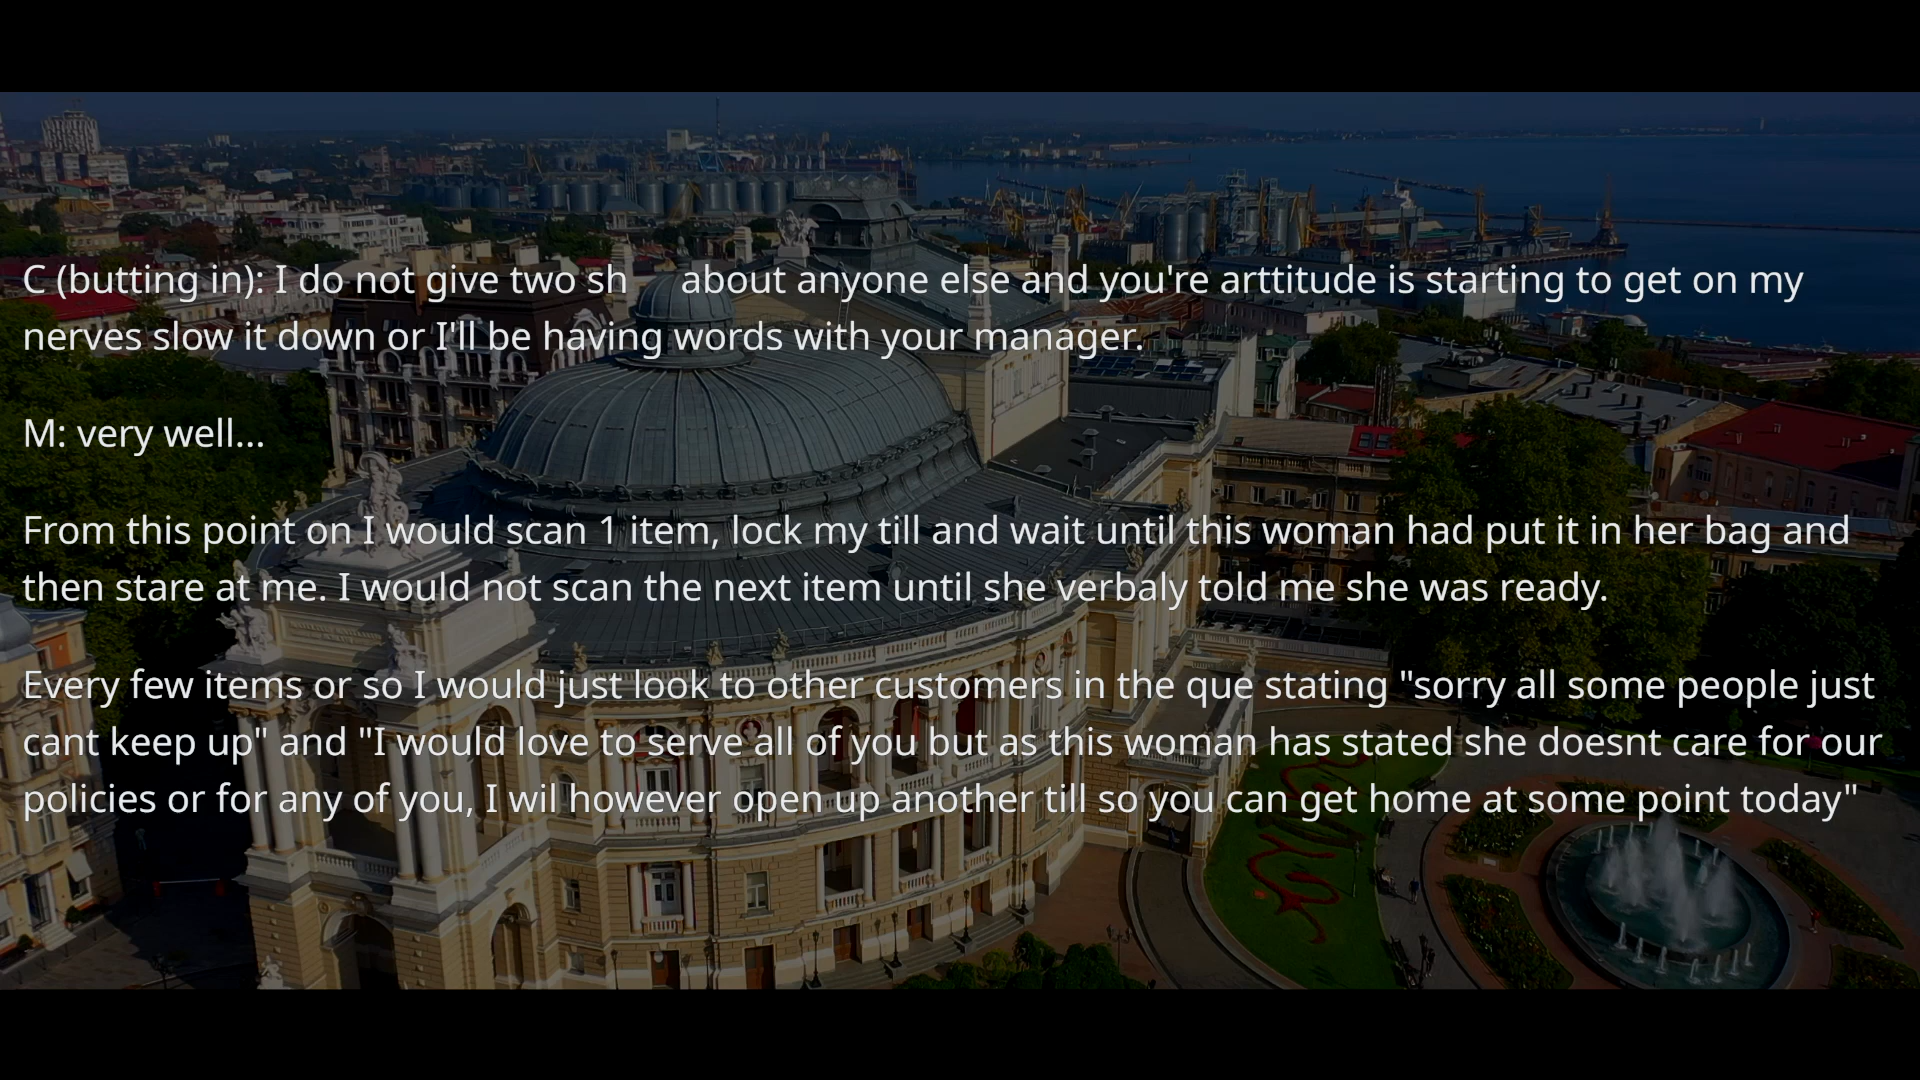 C (butting in): I do not give two sh about anyone else and you're arttitude is starting to get on my
nerves slow it down or I'll be having words with your manager.
M: very well...
From this point on I would scan 1 item, lock my till and wait until this woman had put it in her bag and
then stare at me. I would not scan the next item until she verbaly told me she was ready.
Every few items or so I would just look to other customers in the que stating "sorry all some people just
cant keep up" and "I would love to serve all of you but as this woman has stated she doesnt care for our
policies or for any of you, I wil however open up another till so you can get home at some point today"